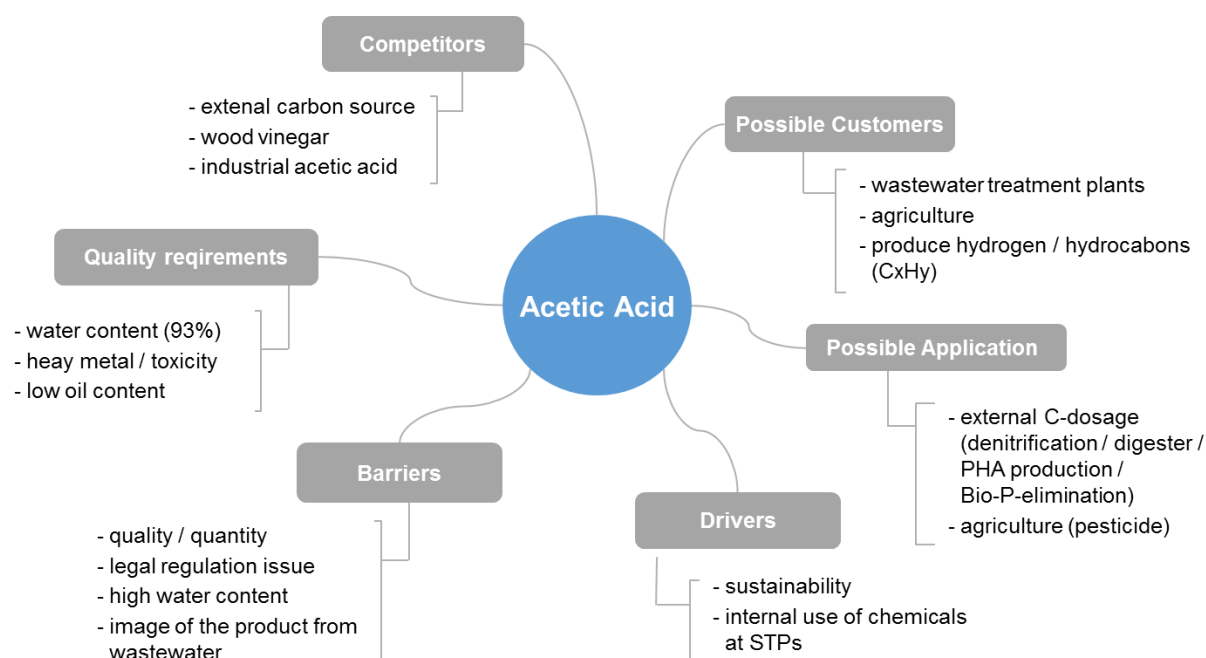 Competitors
- extenal carbon source
- wood vinegar
- industrial acetic acid
Possible Customers
- wastewater treatment plants
- agriculture
- produce hydrogen / hydrocabons
(CxHy)
Quality reqirements
- water content (93%)
- heay metal / toxicity
- low oil content
Acetic Acid
Possible Application
- external C-dosage
(denitrification / digester /
PHA production /
Bio-P-elimination)
- agriculture (pesticide)
Barriers
- quality / quantity
- legal regulation issue
- high water content
- image of the product from
wastewater
Drivers
- sustainability
- internal use of chemicals
at STPs